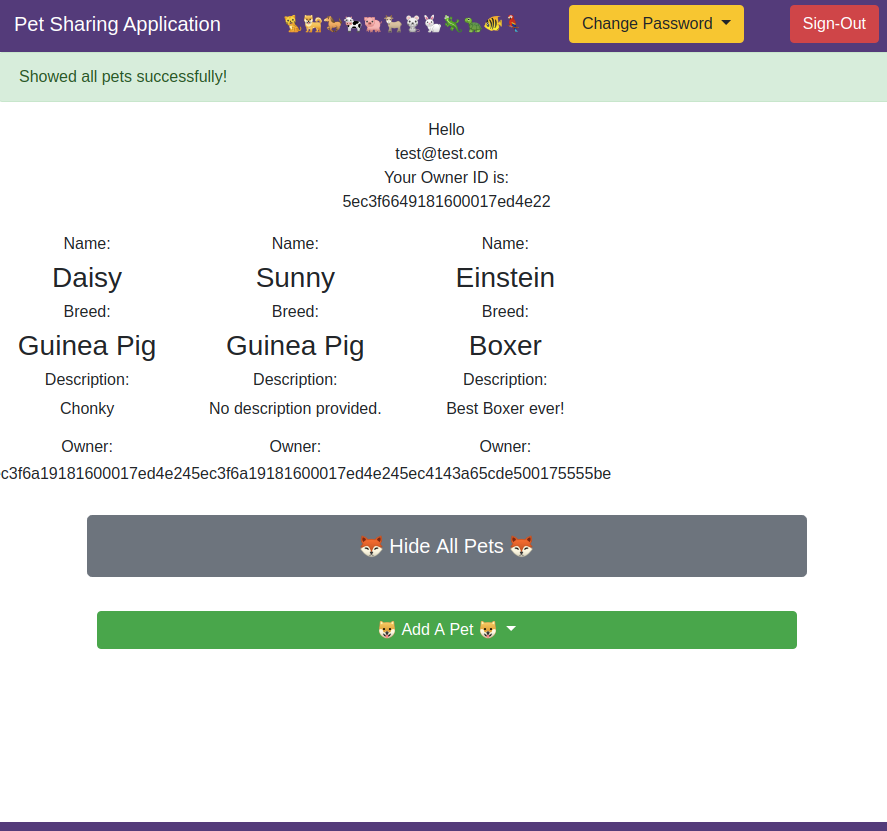 Pet Sharing Application
Change Password
Sign-Out
Showed all pets successfully!
Hello
test@test.com
Your Owner ID is:
5ec3f6649181600017ed4e22
Name: Name: Name:
Daisy Sunny Einstein
Breed: Breed: Breed:
Guinea Pig Guinea Pig Boxer
Description: Description: Description:
Chonky No description provided. Best Boxer ever!
Owner: Owner: Owner:
c3f6a19181600017ed4e245ec3f6a19181600017ed4e245ec4143a65cde500175555be
Hide All Pets
Add A Pet